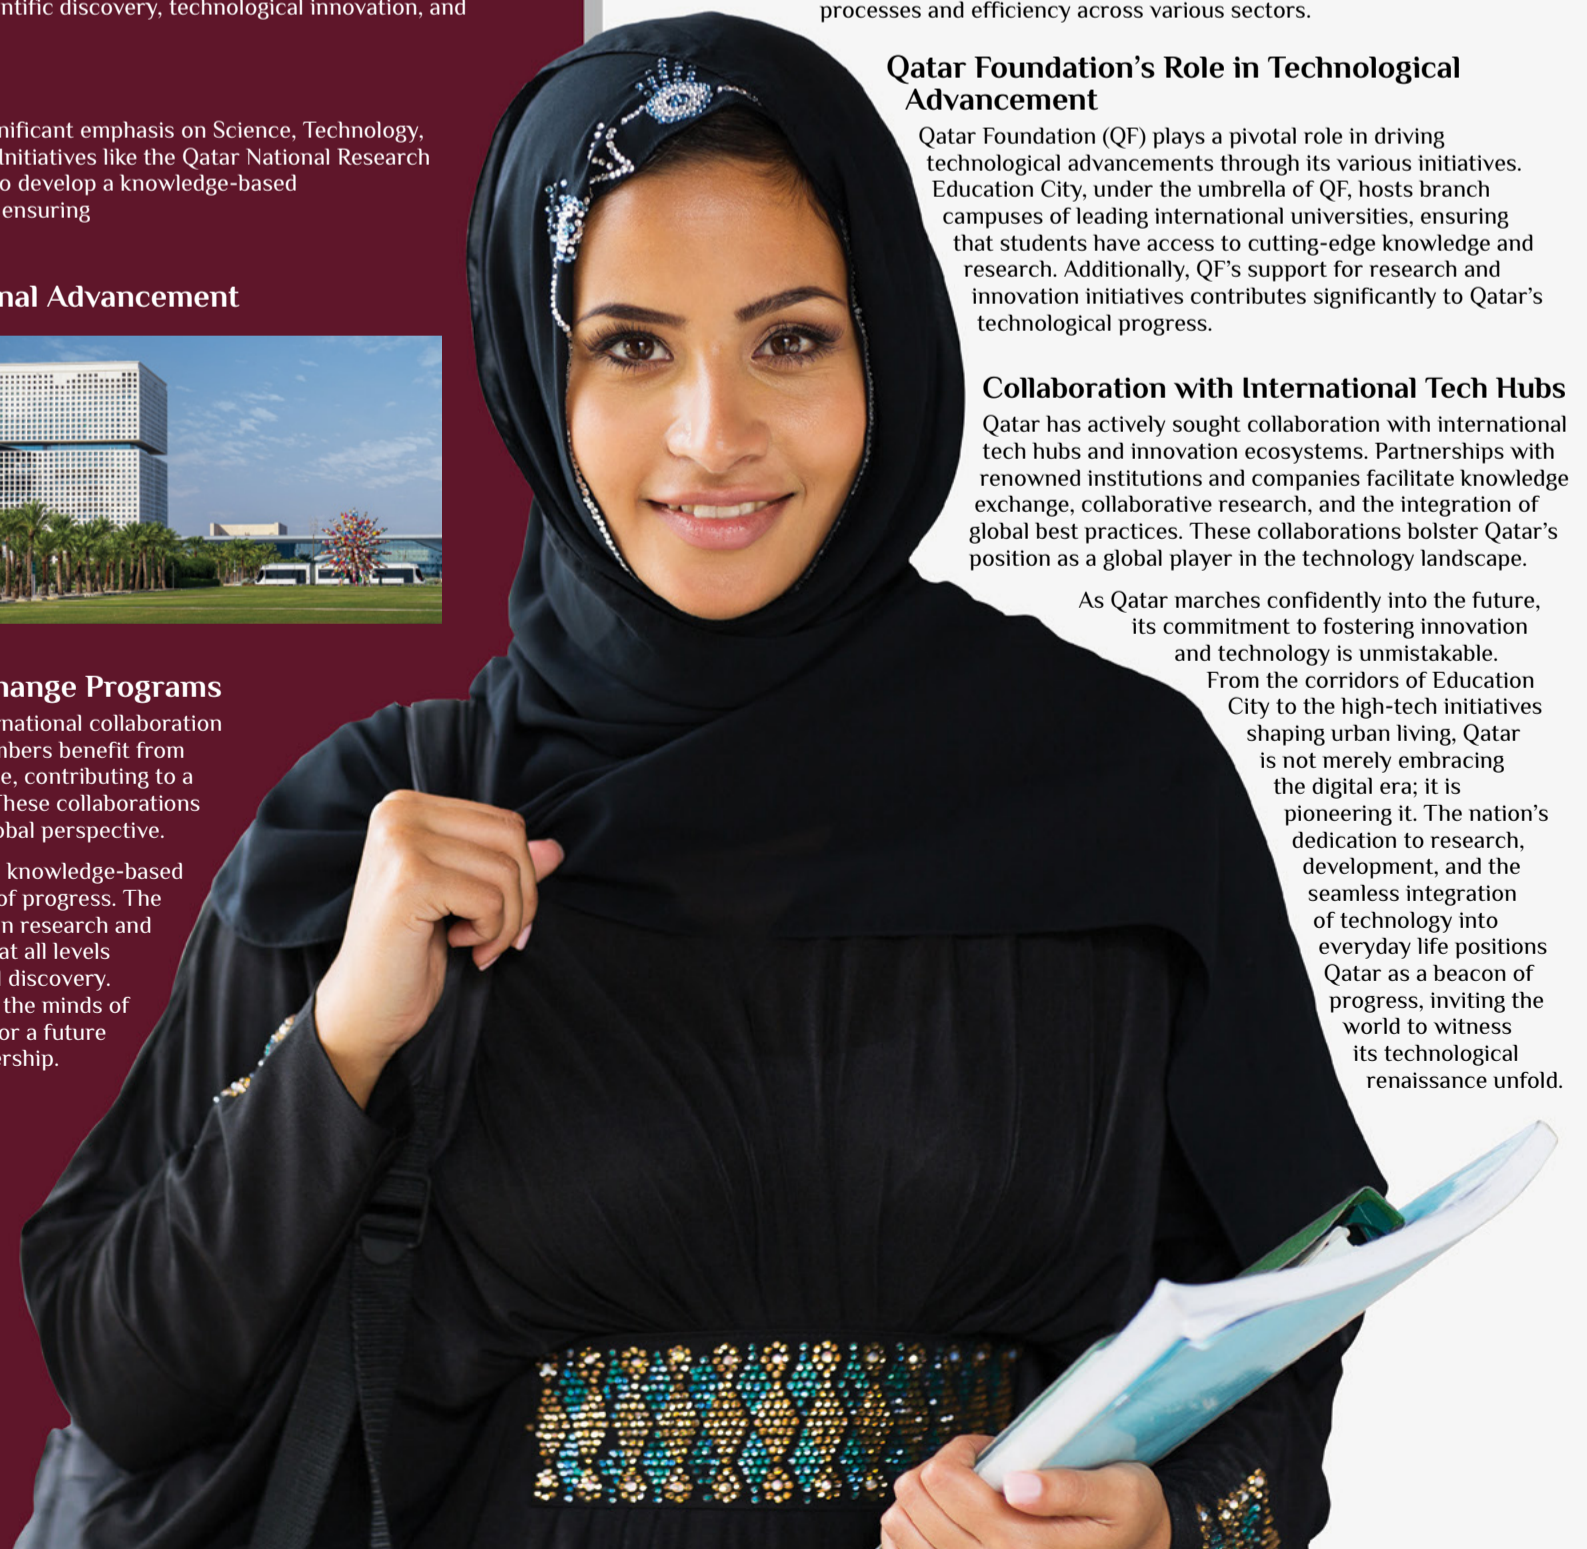 ntific discovery, technological innovation, and
nificant emphasis on Science, Technology,
Initiatives like the Qatar National Research
o develop a knowledge-based
ensuring
nal Advancement
hange Programs
rnational collaboration
mbers benefit from
e, contributing to a
These collaborations
obal perspective.
knowledge-based
of progress. The
n research and
at all levels
l discovery.
the minds of
or a future
ership.
processes and efficiency across various sectors.
Qatar Foundation’s Role in Technological
Advancement
Qatar Foundation (QF) plays a pivotal role in driving
technological advancements through its various initiatives.
Education City, under the umbrella of QF, hosts branch
campuses of leading international universities, ensuring
that students have access to cutting-edge knowledge and
research. Additionally, QF’s support for research and
innovation initiatives contributes significantly to Qatar’s
technological progress.
Collaboration with International Tech Hubs
Qatar has actively sought collaboration with international
tech hubs and innovation ecosystems. Partnerships with
renowned institutions and companies facilitate knowledge
exchange, collaborative research, and the integration of
global best practices. These collaborations bolster Qatar’s
position as a global player in the technology landscape.
As Qatar marches confidently into the future,
its commitment to fostering innovation
and technology is unmistakable.
From the corridors of Education
City to the high-tech initiatives
shaping urban living, Qatar
is not merely embracing
the digital era; it is
pioneering it. The nation’s
dedication to research,
development, and the
seamless integration
of technology into
everyday life positions
Qatar as a beacon of
progress, inviting the
world to witness
its technological
renaissance unfold.